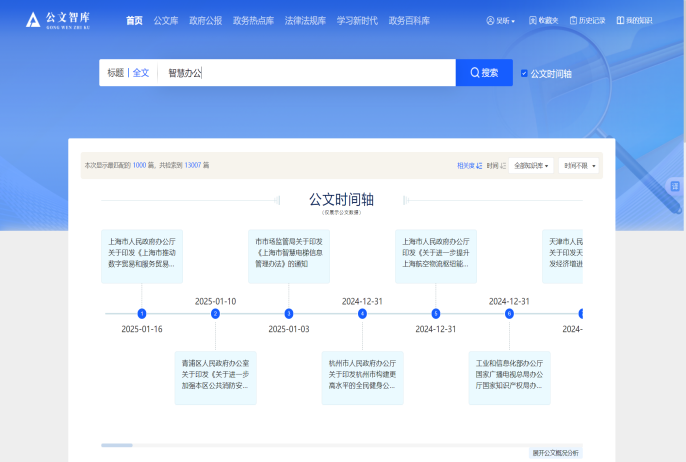 公文智库
GONG WEN ZHI KU
首页 公文库 政府公报 政务热点库 法律法规库 学习新时代 政务百科库
收藏夹 历史记录 我的知识
标题 | 全文 智慧办公 搜索 公文时间轴
本次显示最匹配的 1000 篇，共检索到 13007 篇
相关度 时间 全部知识库 时间不限
公文时间轴
(仅展示公文数据)
上海市人民政府办公厅
关于印发《上海市推动
数字贸易和服务贸易...
市市场监管局关于印发
《上海市智慧电梯信息
管理办法》的通知
上海市人民政府办公厅
印发《关于进一步提升
上海航空物流枢纽能...
天津市人民
关于印发天
发经济增进
2025-01-10 2024-12-31 2024-12-31
1 2 3 4 5 6
2025-01-16 2025-01-03 2024-12-31 2024-
青浦区人民政府办公室
关于印发《关于进一步
加强本区公共消防安...
杭州市人民政府办公厅
关于印发杭州市构建更
高水平的全民健身公...
工业和信息化部办公厅
国家广播电视总局办公
厅国家知识产权局办...
展开公文概况分析